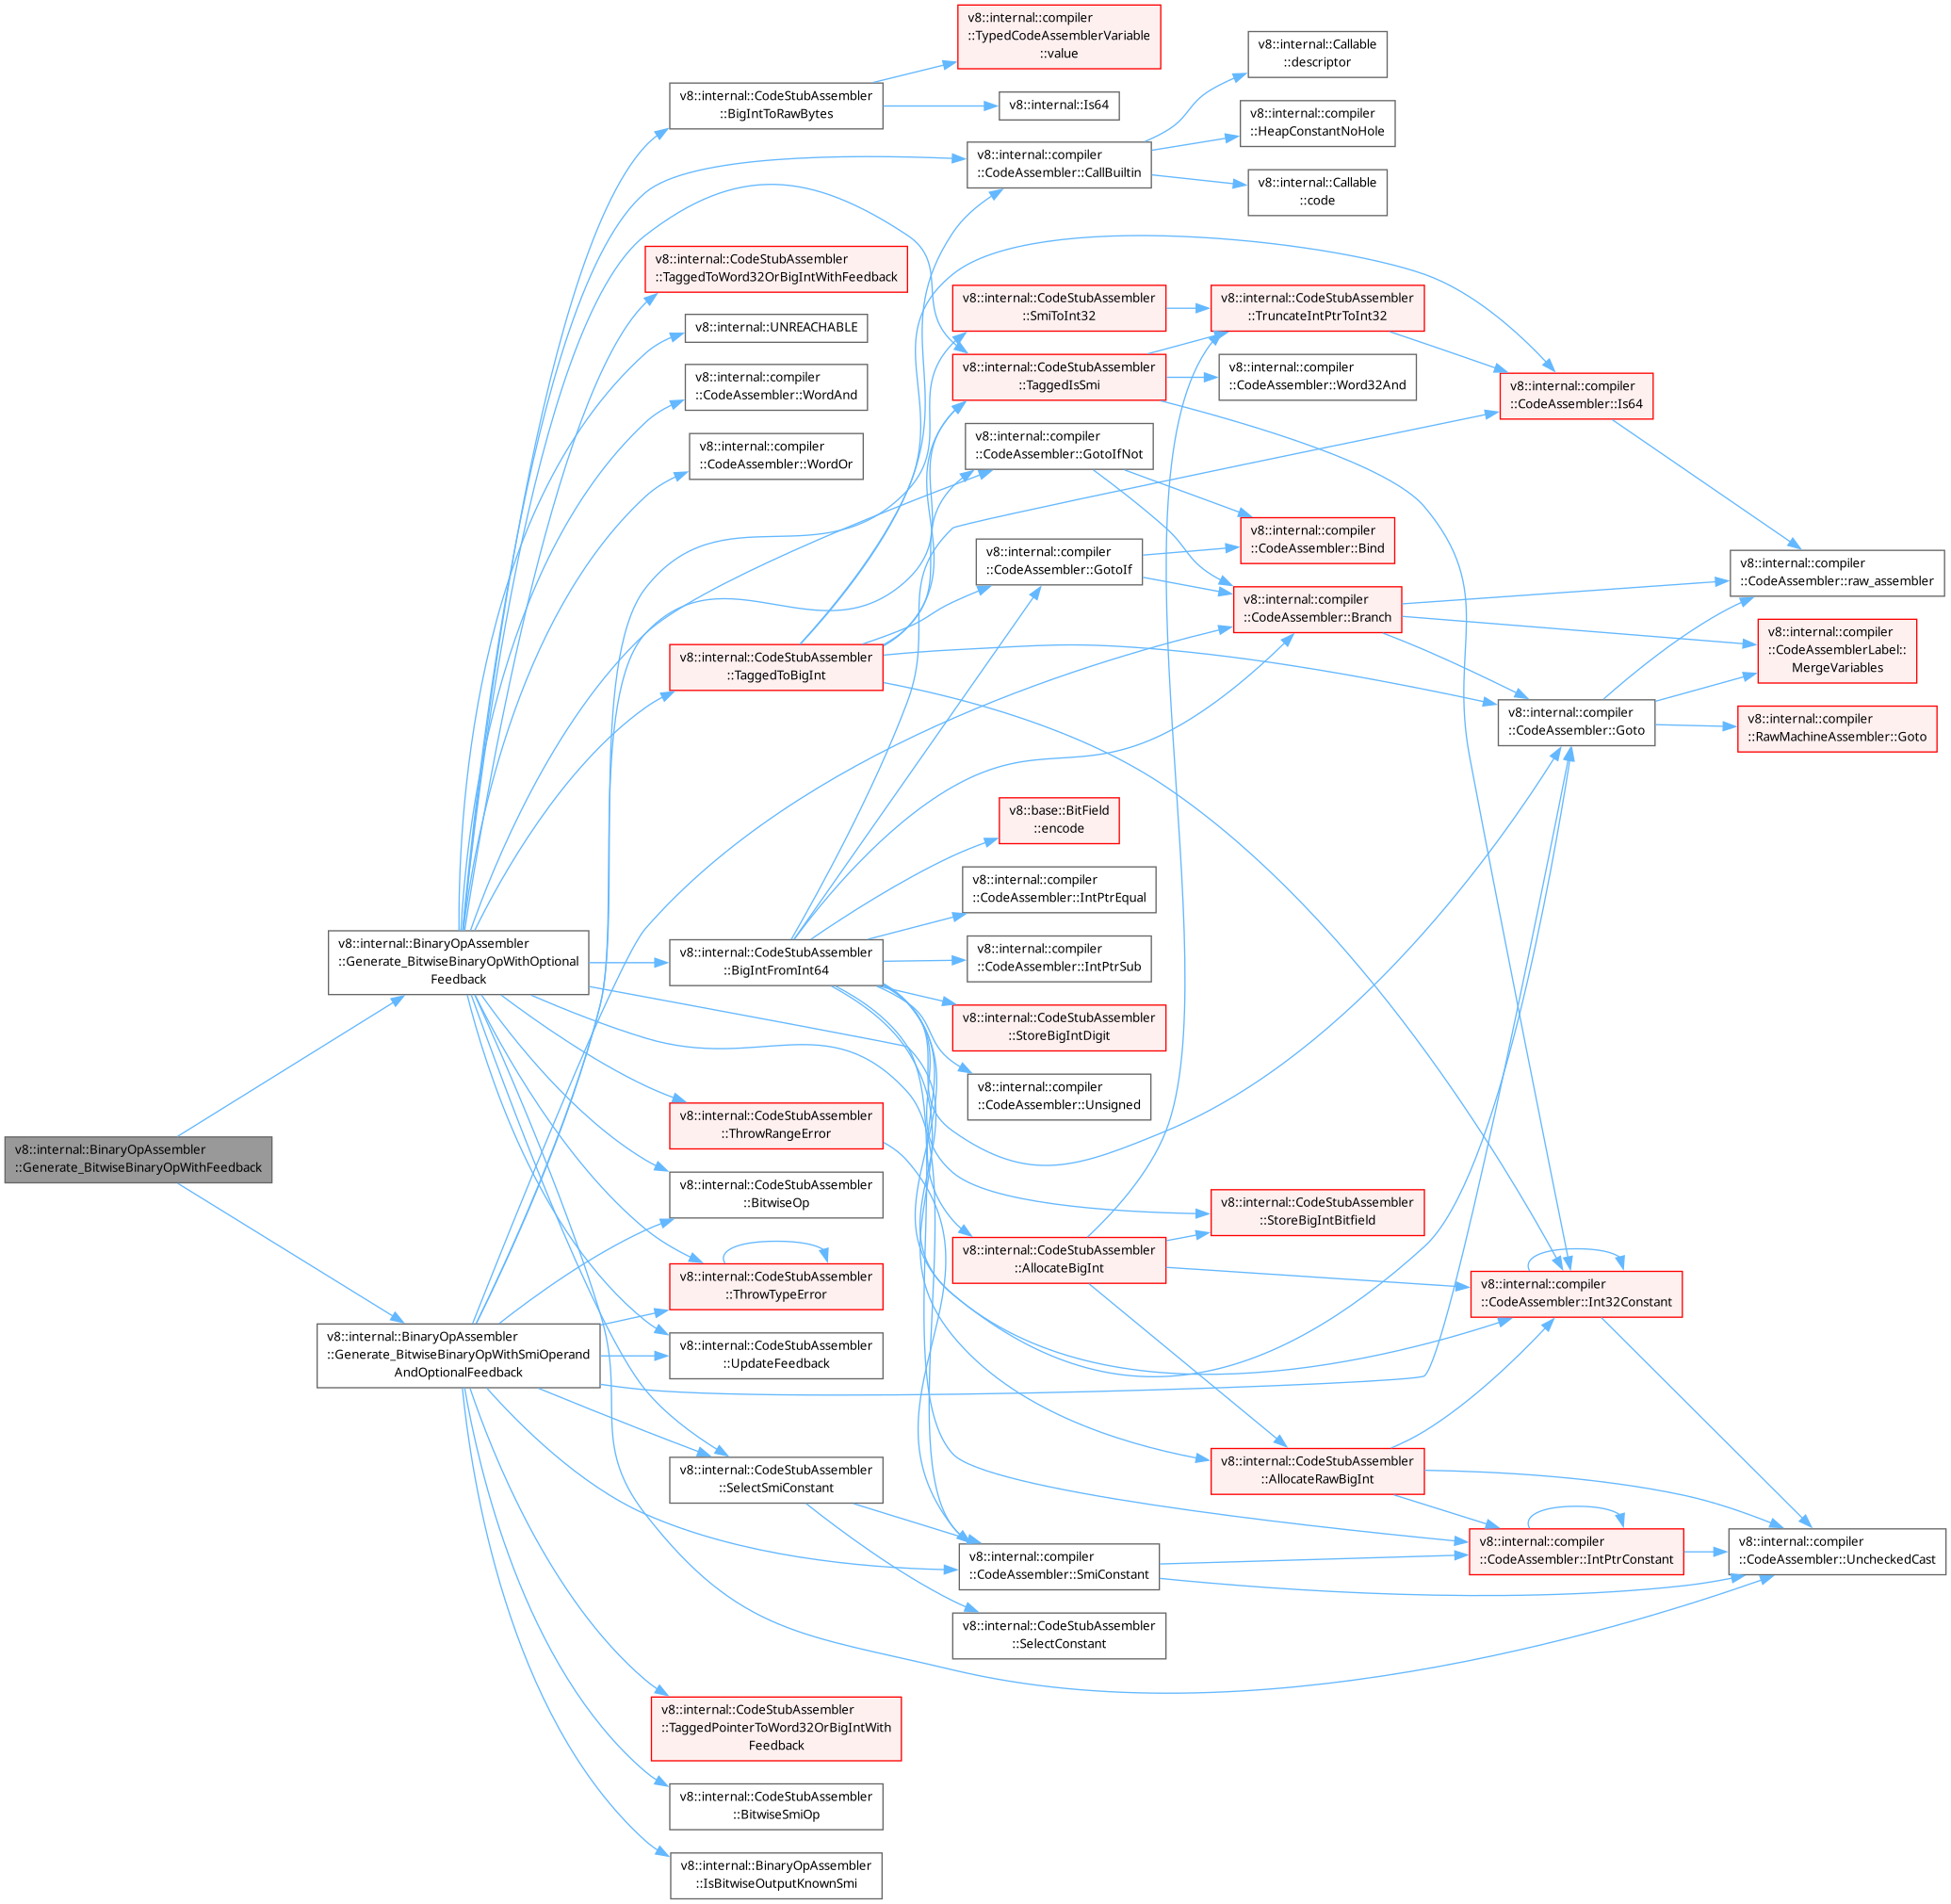 v8::internal::compiler
::TypedCodeAssemblerVariable
::value
v8::internal::Callable
::descriptor
v8::internal::CodeStubAssembler
::BigIntToRawBytes
v8::internal::Is64
v8::internal::compiler
::HeapConstantNoHole
v8::internal::compiler
::CodeAssembler::CallBuiltin
v8::internal::Callable
::code
v8::internal::CodeStubAssembler
::TaggedToWord32OrBigIntWithFeedback
v8::internal::CodeStubAssembler
::SmiToInt32
v8::internal::CodeStubAssembler
::TruncateIntPtrToInt32
v8::internal::UNREACHABLE
v8::internal::CodeStubAssembler
::TaggedIsSmi
v8::internal::compiler
::CodeAssembler::Word32And
v8::internal::compiler
::CodeAssembler::WordAnd
v8::internal::compiler
::CodeAssembler::Is64
v8::internal::compiler
::CodeAssembler::WordOr
v8::internal::compiler
::CodeAssembler::GotoIfNot
v8::internal::compiler
::CodeAssembler::Bind
v8::internal::compiler
::CodeAssembler::GotoIf
v8::internal::compiler
::CodeAssembler::raw_assembler
v8::internal::compiler
::CodeAssembler::Branch
v8::internal::compiler
::CodeAssemblerLabel::
MergeVariables
v8::internal::CodeStubAssembler
::TaggedToBigInt
v8::internal::compiler
::CodeAssembler::Goto
v8::internal::compiler
::RawMachineAssembler::Goto
v8::base::BitField
::encode
v8::internal::compiler
::CodeAssembler::IntPtrEqual
v8::internal::BinaryOpAssembler
::Generate_BitwiseBinaryOpWithOptional
Feedback
v8::internal::CodeStubAssembler
::BigIntFromInt64
v8::internal::compiler
::CodeAssembler::IntPtrSub
v8::internal::CodeStubAssembler
::StoreBigIntDigit
v8::internal::compiler
::CodeAssembler::Unsigned
v8::internal::CodeStubAssembler
::ThrowRangeError
v8::internal::BinaryOpAssembler
::Generate_BitwiseBinaryOpWithFeedback
v8::internal::CodeStubAssembler
::BitwiseOp
v8::internal::CodeStubAssembler
::StoreBigIntBitfield
v8::internal::CodeStubAssembler
::AllocateBigInt
v8::internal::CodeStubAssembler
::ThrowTypeError
v8::internal::compiler
::CodeAssembler::Int32Constant
v8::internal::BinaryOpAssembler
::Generate_BitwiseBinaryOpWithSmiOperand
AndOptionalFeedback
v8::internal::CodeStubAssembler
::UpdateFeedback
v8::internal::CodeStubAssembler
::SelectSmiConstant
v8::internal::CodeStubAssembler
::AllocateRawBigInt
v8::internal::compiler
::CodeAssembler::SmiConstant
v8::internal::compiler
::CodeAssembler::IntPtrConstant
v8::internal::compiler
::CodeAssembler::UncheckedCast
v8::internal::CodeStubAssembler
::SelectConstant
v8::internal::CodeStubAssembler
::TaggedPointerToWord32OrBigIntWith
Feedback
v8::internal::CodeStubAssembler
::BitwiseSmiOp
v8::internal::BinaryOpAssembler
::IsBitwiseOutputKnownSmi